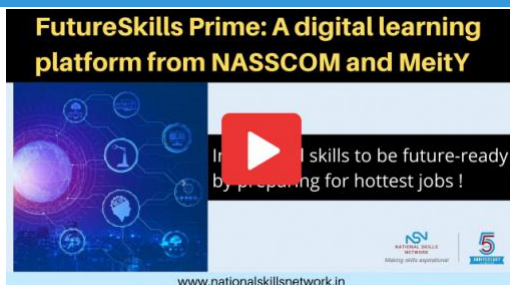 FutureSkills Prime: A digital learning
platform from NASSCOM and MeitY
skills to be future-ready
by preparing for hottest jobs !
NSN
NATIONAL SKILLS
NETWORK
Making skills aspirational
5
ANNIVERSARY
www.nationalskillsnetwork.in